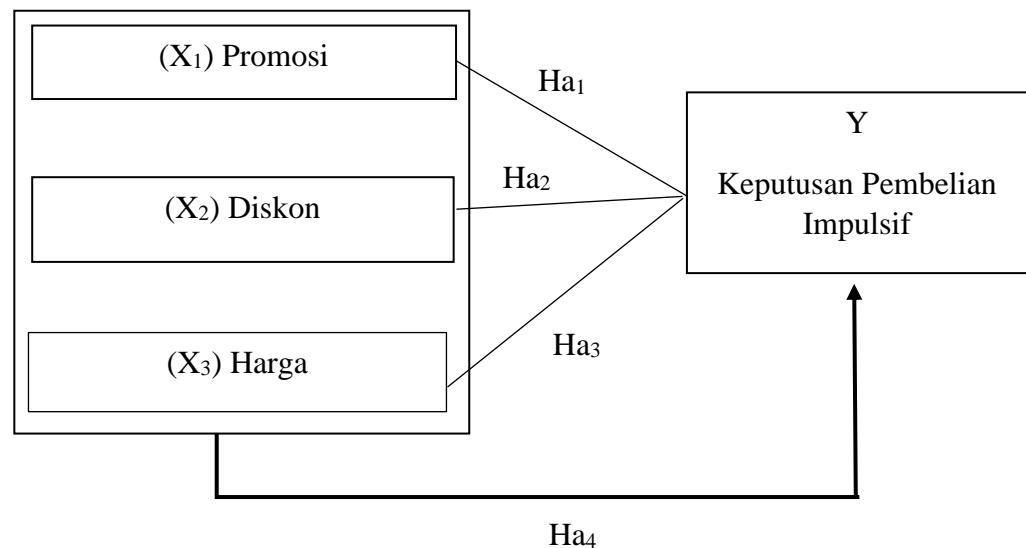 (X₁) Promosi
Ha₁
Y
Keputusan Pembelian
Impulsif
Ha₂
(X₂) Diskon
Ha₃
(X₃) Harga
Ha₄